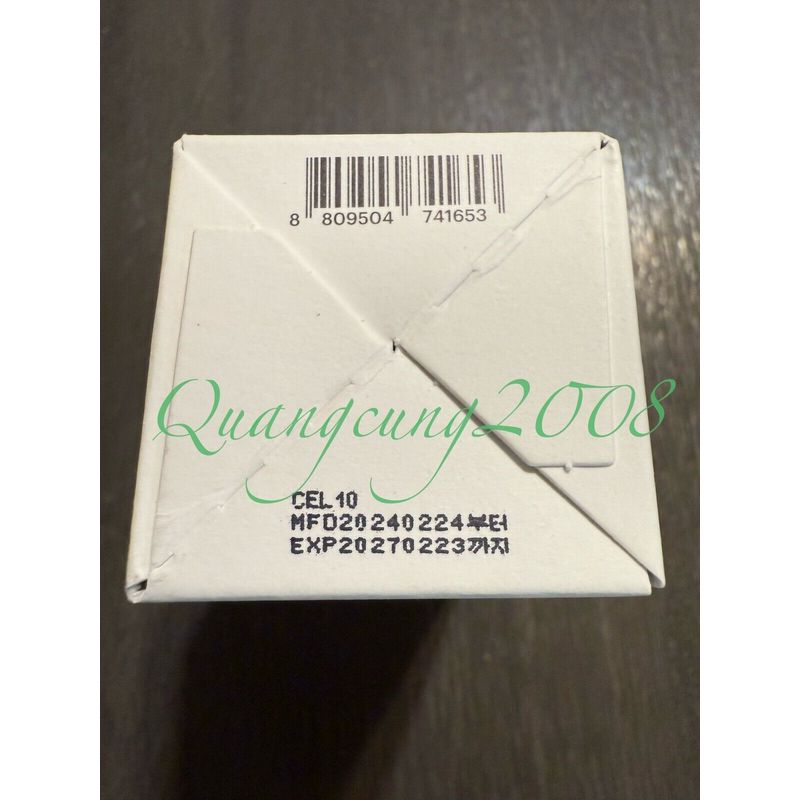 8 809504 741653
Quangcung2008
CEL10
MFD20240224부터
EXP20270223까지